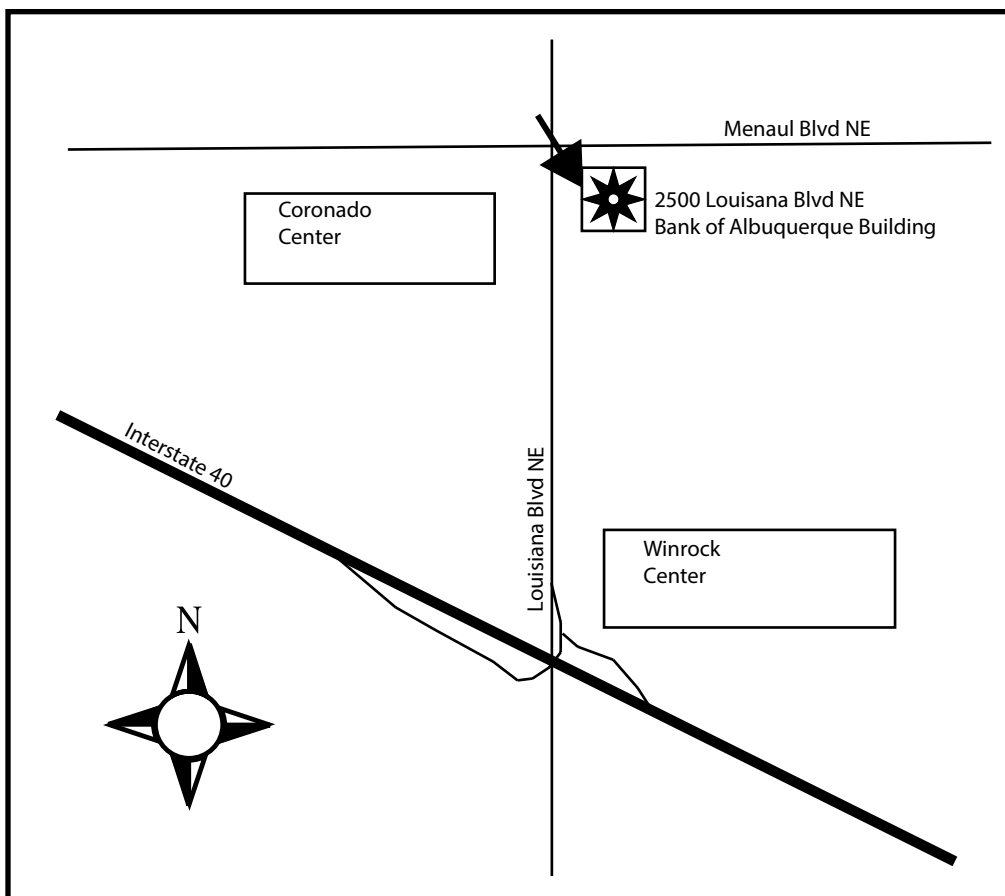 Menaul Blvd NE
2500 Louisana Blvd NE
Bank of Albuquerque Building
Coronado
Center
Interstate 40
Louisiana Blvd NE
Winrock
Center
N